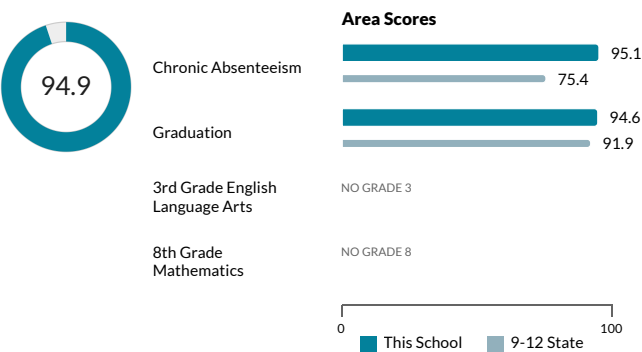 Area Scores
94.9
Chronic Absenteeism
95.1
75.4
Graduation
94.6
91.9
3rd Grade English
Language Arts
NO GRADE 3
8th Grade
Mathematics
NO GRADE 8
0 100
This School 9-12 State